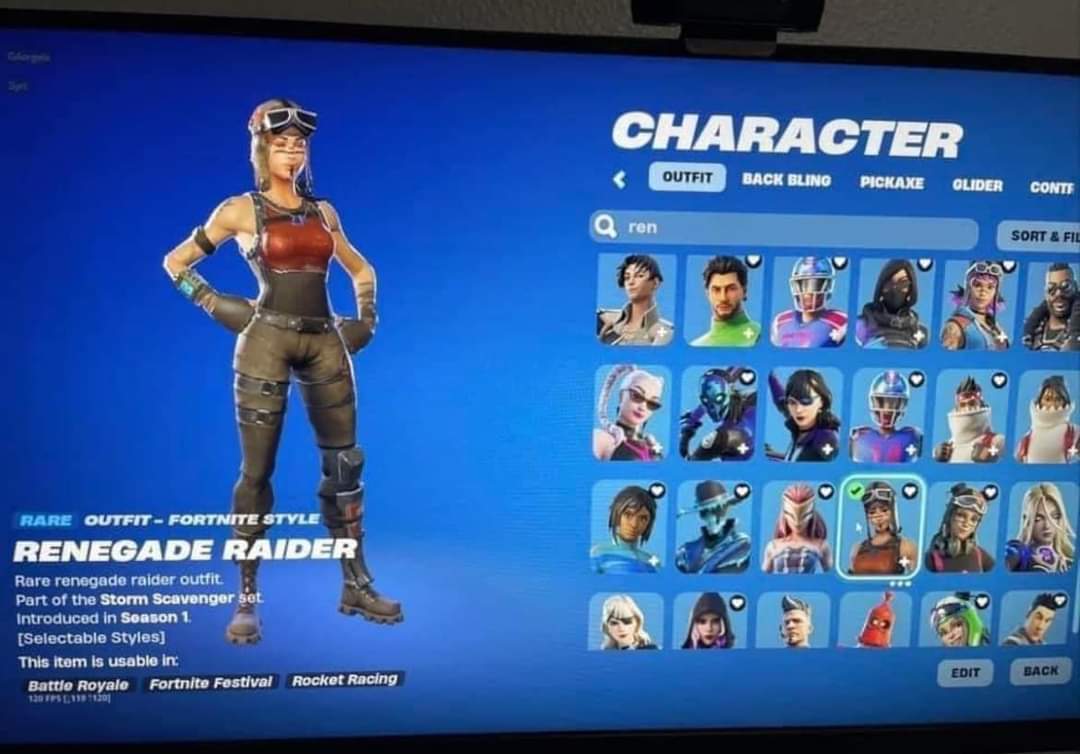 CHARACTER
OUTFIT BACK BLING PICKAXE GLIDER
ren
SORT &
RARE OUTFIT - FORTNITE STYLE
RENEGADE RAIDER
Rare renegade raider outfit.
Part of the Storm Scavenger set.
Introduced in Season 1.
[Selectable Styles]
This item is usable in:
Battle Royale Fortnite Festival Rocket Racing
120 FPS
EDIT BACK